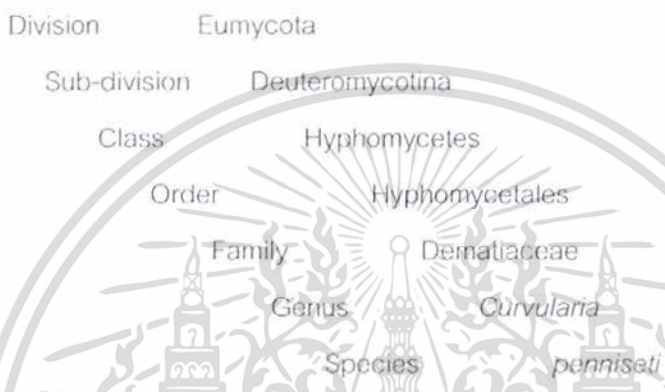 Division Eumycota
Sub-division Deuteromycotina
Class Hyphomycetes
Order Hyphomycetales
Family Dematiaceae
Genus Curvularia
Species penniseti